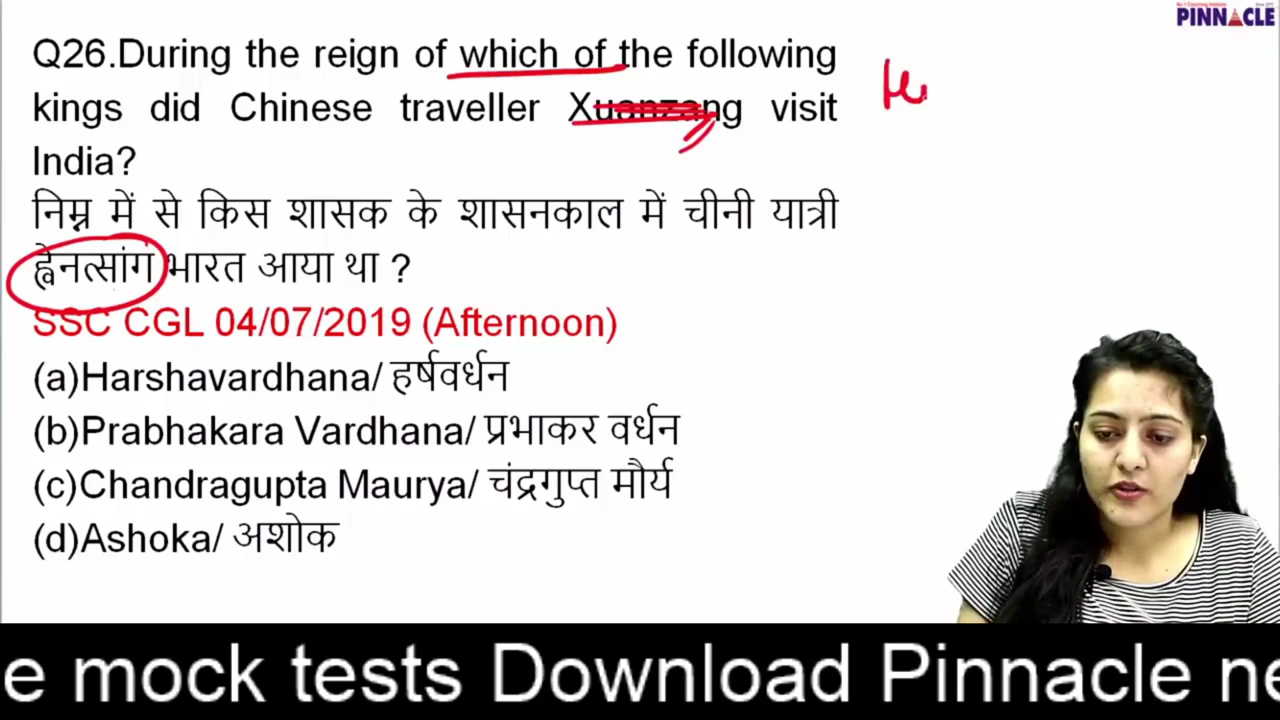 PINNACLE
Q26.During the reign of which of the following
kings did Chinese traveller Xuanzang visit
India?
निम्न में से किस शासक के शासनकाल में चीनी यात्री
ह्वेनत्सांग भारत आया था ?
SSC CGL 04/07/2019 (Afternoon)
(a)Harshavardhana/ हर्षवर्धन
(b)Prabhakara Vardhana/ प्रभाकर वर्धन
(c)Chandragupta Maurya/ चंद्रगुप्त मौर्य
(d)Ashoka/ अशोक
e mock tests Download Pinnacle ne